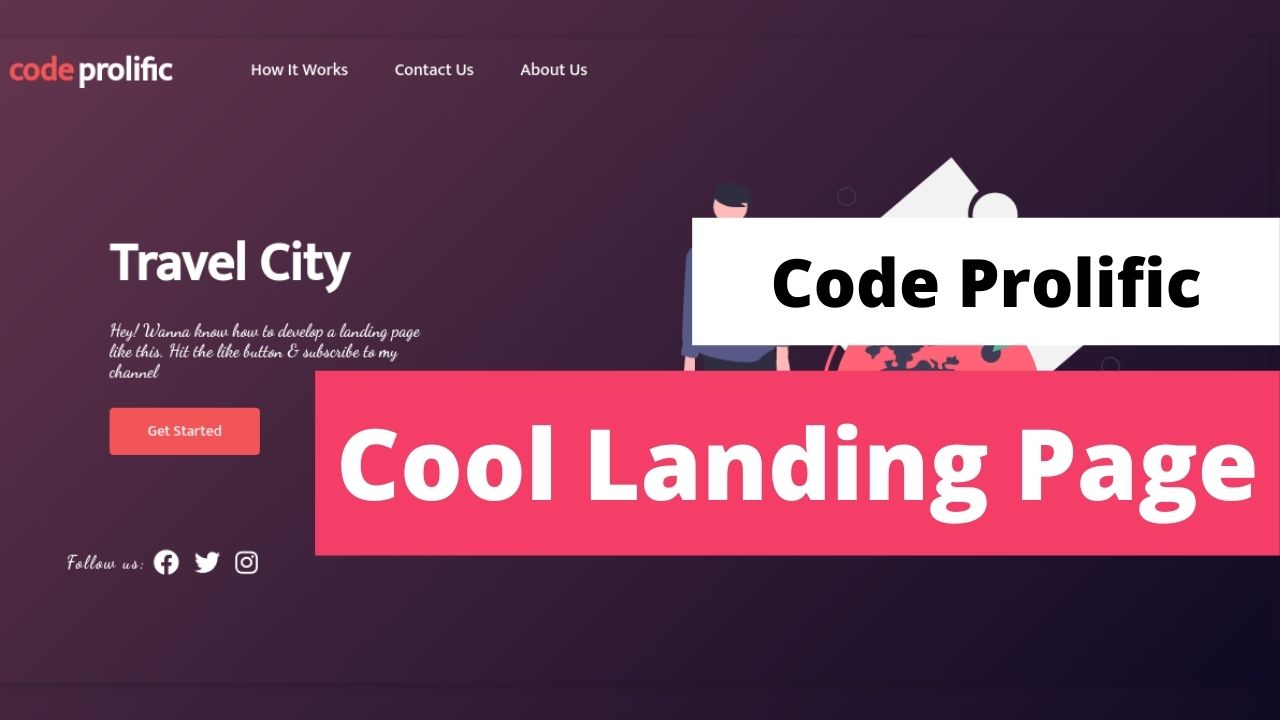 code prolific
How It Works
Contact Us
About Us
Travel City
Hey! Wanna know how to develop a landing page
like this. Hit the like button & subscribe to my
channel
Get Started
Follow us:
Code Prolific
Cool Landing Page